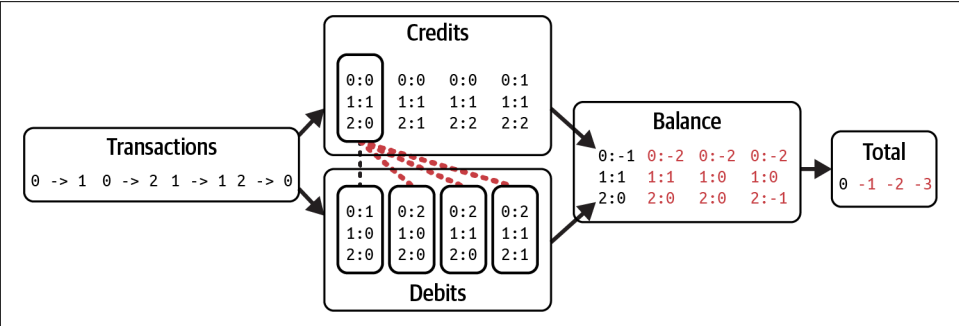 Credits
0:0 0:0 0:0 0:1
1:1 1:1 1:1 1:1
2:0 2:1 2:2 2:2
Transactions
0 -> 1 0 -> 2 1 -> 1 2 -> 0
Balance
0:-1 0:-2 0:-2 0:-2
1:1 1:1 1:0 1:0
2:0 2:0 2:0 2:-1
Total
0 -1 -2 -3
0:1 0:2 0:2 0:2
1:0 1:0 1:1 1:1
2:0 2:0 2:0 2:1
Debits